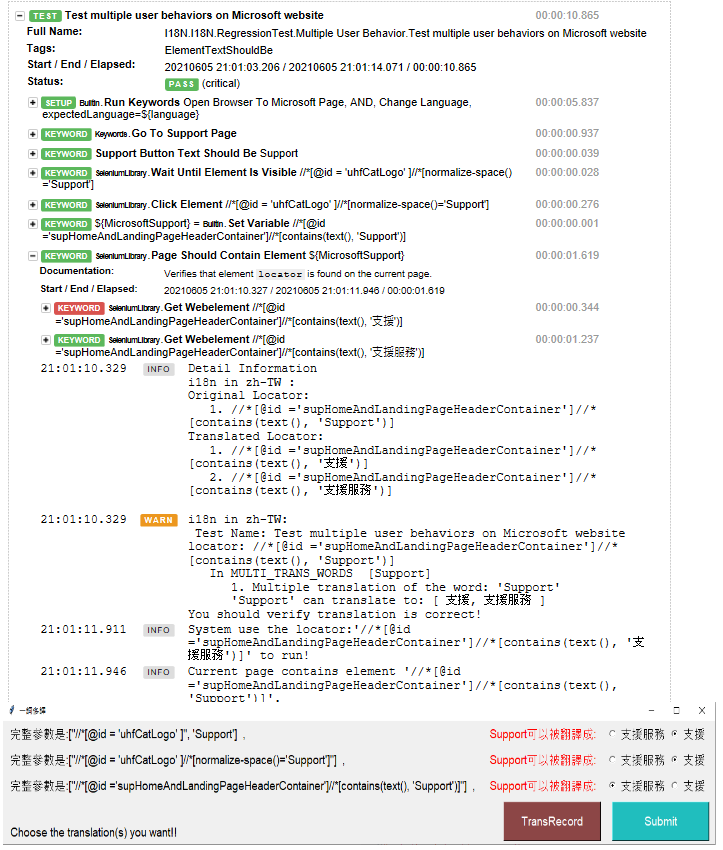 TEST Test multiple user behaviors on Microsoft website 00:00:10.865
Full Name: I18N.I18N.RegressionTest.Multiple User Behavior.Test multiple user behaviors on Microsoft website
Tags: ElementTextShouldBe
Start / End / Elapsed: 20210605 21:01:03.206 / 20210605 21:01:14.071 / 00:00:10.865
Status: PASS (critical)
SETUP BuiltIn.Run Keywords Open Browser To Microsoft Page, AND, Change Language, 00:00:05.837
expectedLanguage=${language}
KEYWORD Keywords.Go To Support Page 00:00:00.937
KEYWORD Support Button Text Should Be Support 00:00:00.039
KEYWORD SeleniumLibrary.Wait Until Element Is Visible //*[@id = 'uhfCatLogo' ]//*[normalize-space() 00:00:00.028
='Support']
KEYWORD SeleniumLibrary.Click Element //*[@id = 'uhfCatLogo' ]//*[normalize-space()='Support'] 00:00:00.276
KEYWORD ${MicrosoftSupport} = BuiltIn.Set Variable //*[@id 00:00:00.001
='supHomeAndLandingPageHeaderContainer']//*[contains(text(), 'Support')]
KEYWORD SeleniumLibrary.Page Should Contain Element ${MicrosoftSupport} 00:00:01.619
Documentation: Verifies that element locator is found on the current page.
Start / End / Elapsed: 20210605 21:01:10.327 / 20210605 21:01:11.946 / 00:00:01.619
KEYWORD SeleniumLibrary.Get Webelement //*[@id 00:00:00.344
='supHomeAndLandingPageHeaderContainer']//*[contains(text(), '支援')]
KEYWORD SeleniumLibrary.Get Webelement //*[@id 00:00:01.237
='supHomeAndLandingPageHeaderContainer']//*[contains(text(), '支援服務')]
21:01:10.329 INFO Detail Information
i18n in zh-TW :
Original Locator:
1. //*[@id ='supHomeAndLandingPageHeaderContainer']//*
[contains(text(), 'Support')]
Translated Locator:
1. //*[@id ='supHomeAndLandingPageHeaderContainer']//*
[contains(text(), '支援')]
2. //*[@id ='supHomeAndLandingPageHeaderContainer']//*
[contains(text(), '支援服務')]
21:01:10.329 WARN i18n in zh-TW:
Test Name: Test multiple user behaviors on Microsoft website
locator: //*[@id ='supHomeAndLandingPageHeaderContainer']//*
[contains(text(), 'Support')]
In MULTI_TRANS_WORDS [Support]
1. Multiple translation of the word: 'Support'
'Support' can translate to: [ 支援, 支援服務 ]
You should verify translation is correct!
21:01:11.911 INFO System use the locator:'//*[@id
='supHomeAndLandingPageHeaderContainer']//*[contains(text(), '支
援服務')]' to run!
21:01:11.946 INFO Current page contains element '//*[@id
='supHomeAndLandingPageHeaderContainer']//*[contains(text(),
'Support')]'.
一詞多譯
完整參數是:["//*[@id = 'uhfCatLogo' ]", 'Support'] , Support可以被翻譯成: 支援服務 支援
完整參數是:["//*[@id = 'uhfCatLogo' ]//*[normalize-space()='Support']"] , Support可以被翻譯成: 支援服務 支援
完整參數是:["//*[@id ='supHomeAndLandingPageHeaderContainer']//*[contains(text(), 'Support')]"] , Support可以被翻譯成: 支援服務 支援
Choose the translation(s) you want!! TransRecord Submit